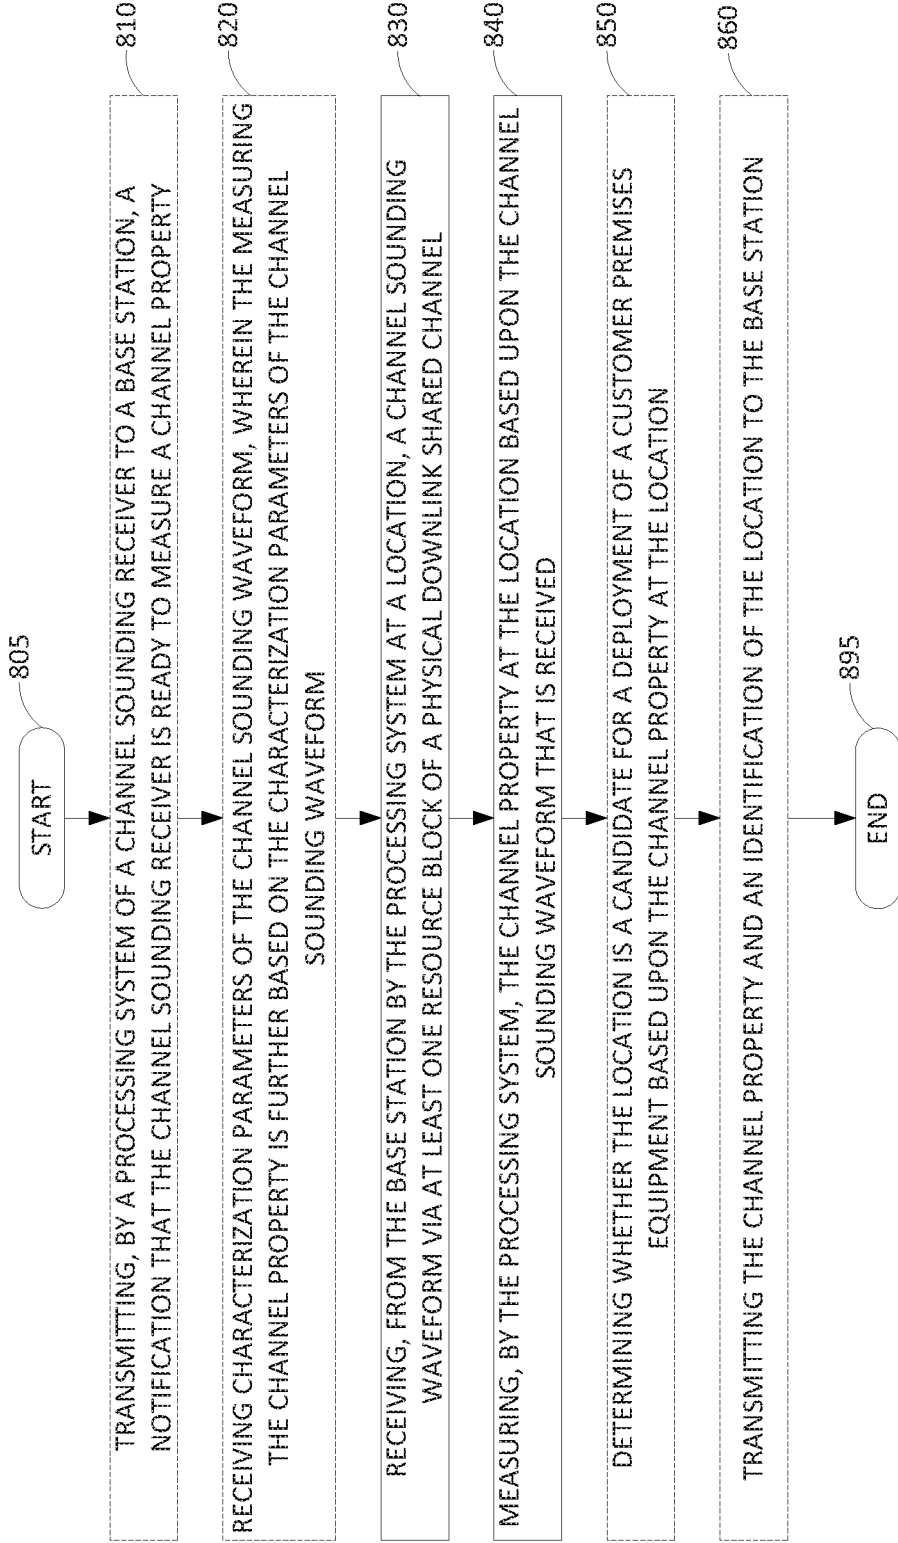 805
START
810
TRANSMITTING, BY A PROCESSING SYSTEM OF A CHANNEL SOUNDING RECEIVER TO A BASE STATION, A
NOTIFICATION THAT THE CHANNEL SOUNDING RECEIVER IS READY TO MEASURE A CHANNEL PROPERTY
820
RECEIVING CHARACTERIZATION PARAMETERS OF THE CHANNEL SOUNDING WAVEFORM, WHEREIN THE MEASURING
THE CHANNEL PROPERTY IS FURTHER BASED ON THE CHARACTERIZATION PARAMETERS OF THE CHANNEL
SOUNDING WAVEFORM
830
RECEIVING, FROM THE BASE STATION BY THE PROCESSING SYSTEM AT A LOCATION, A CHANNEL SOUNDING
WAVEFORM VIA AT LEAST ONE RESOURCE BLOCK OF A PHYSICAL DOWNLINK SHARED CHANNEL
840
MEASURING, BY THE PROCESSING SYSTEM, THE CHANNEL PROPERTY AT THE LOCATION BASED UPON THE CHANNEL
SOUNDING WAVEFORM THAT IS RECEIVED
850
DETERMINING WHETHER THE LOCATION IS A CANDIDATE FOR A DEPLOYMENT OF A CUSTOMER PREMISES
EQUIPMENT BASED UPON THE CHANNEL PROPERTY AT THE LOCATION
860
TRANSMITTING THE CHANNEL PROPERTY AND AN IDENTIFICATION OF THE LOCATION TO THE BASE STATION
895
END